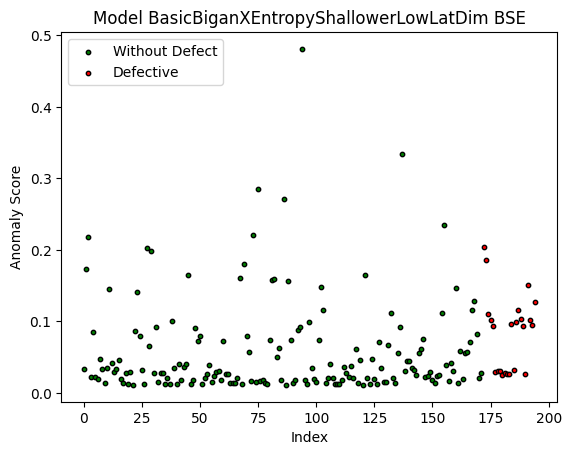 Model BasicBiganXEntropyShallowerLowLatDim BSE
Without Defect
Defective
Anomaly Score
0.5
0.4
0.3
0.2
0.1
0.0
0 25 50 75 100 125 150 175 200
Index